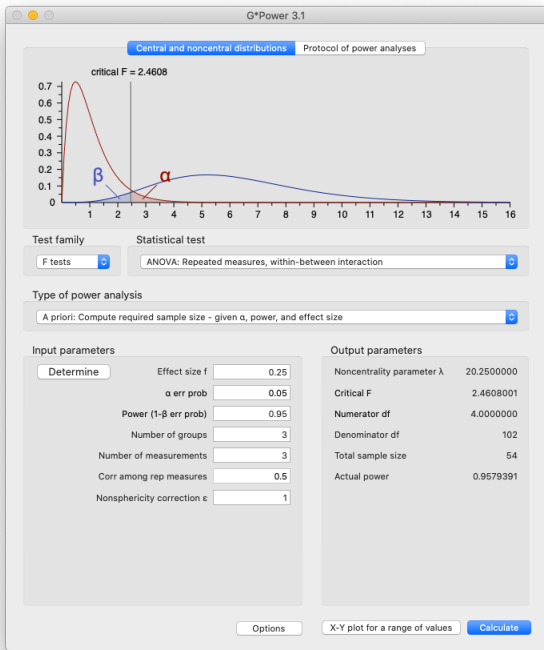 G*Power 3.1
Central and noncentral distributions Protocol of power analyses
critical F = 2.4608
0.7
0.6
0.5
0.4
0.3
0.2
0.1
0
β α
1 2 3 4 5 6 7 8 9 10 11 12 13 14 15 16
Test family Statistical test
F tests ANOVA: Repeated measures, within-between interaction
Type of power analysis
A priori: Compute required sample size - given α, power, and effect size
Input parameters
Determine Effect size f 0.25
α err prob 0.05
Power (1-β err prob) 0.95
Number of groups 3
Number of measurements 3
Corr among rep measures 0.5
Nonsphericity correction ε 1
Output parameters
Noncentrality parameter λ 20.2500000
Critical F 2.4608001
Numerator df 4.0000000
Denominator df 102
Total sample size 54
Actual power 0.9579391
Options X-Y plot for a range of values Calculate